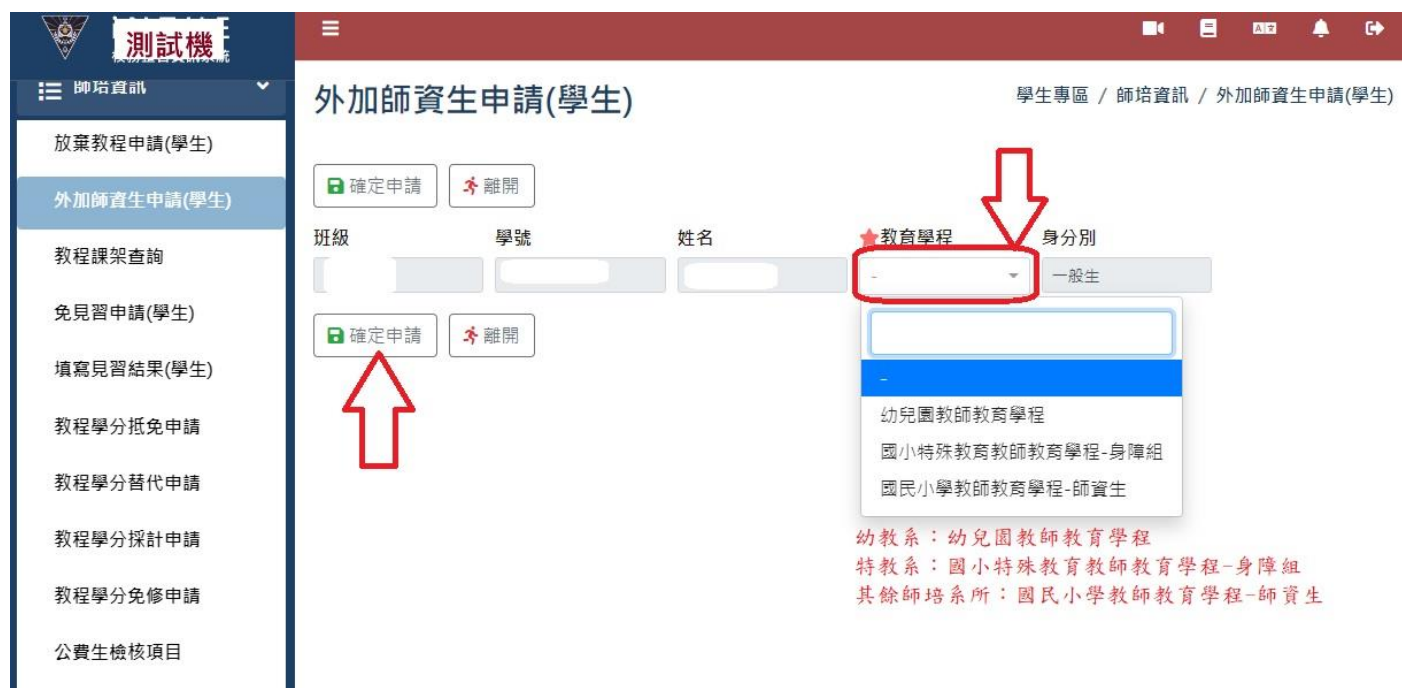 測試機
師培資訊
放棄教程申請(學生)
外加師資生申請(學生)
教程課架查詢
免見習申請(學生)
填寫見習結果(學生)
教程學分抵免申請
教程學分替代申請
教程學分採計申請
教程學分免修申請
公費生檢核項目
外加師資生申請(學生)
學生專區 / 師培資訊 / 外加師資生申請(學生)
確定申請 離開
班級 學號 姓名 教育學程 身分別
- 一般生
確定申請 離開
-
幼兒園教師教育學程
國小特殊教育教師教育學程-身障組
國民小學教師教育學程-師資生
幼教系：幼兒園教師教育學程
特教系：國小特殊教育教師教育學程-身障組
其餘師培系所：國民小學教師教育學程-師資生